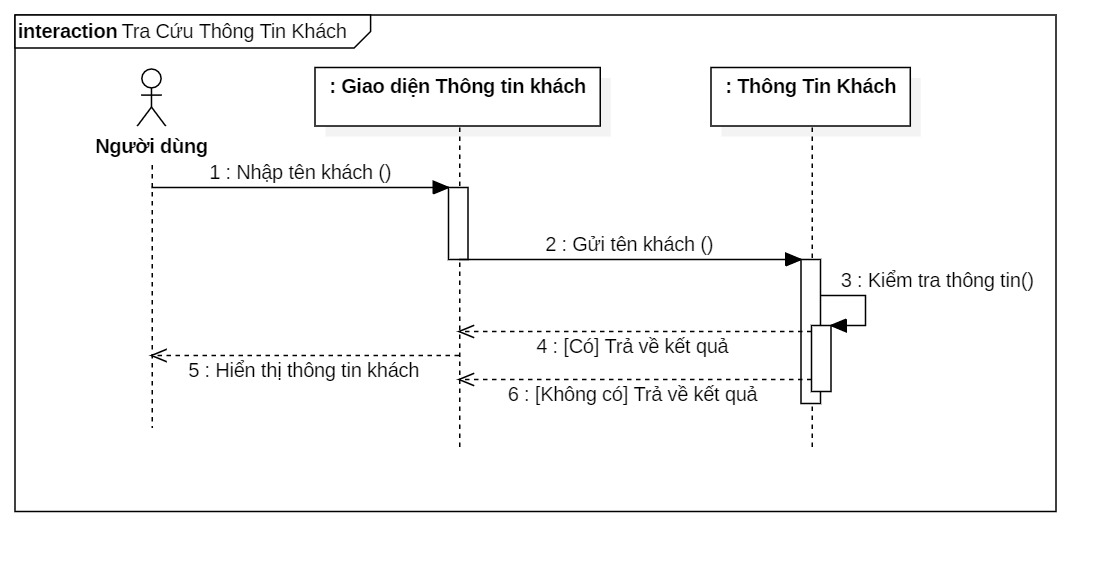 interaction Tra Cứu Thông Tin Khách
: Giao diện Thông tin khách
: Thông Tin Khách
Người dùng
1 : Nhập tên khách ()
2 : Gửi tên khách ()
3 : Kiểm tra thông tin()
4 : [Có] Trả về kết quả
5 : Hiển thị thông tin khách
6 : [Không có] Trả về kết quả